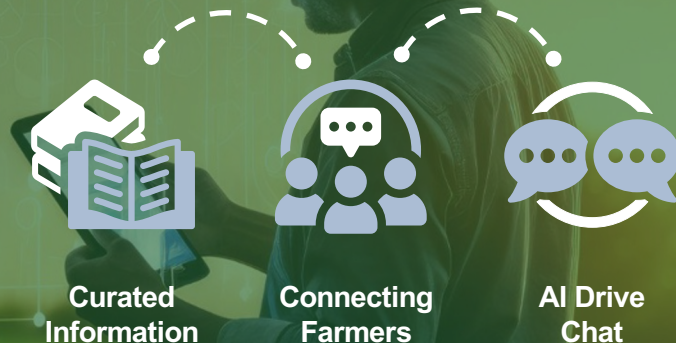 Curated
Information
Connecting
Farmers
AI Drive
Chat